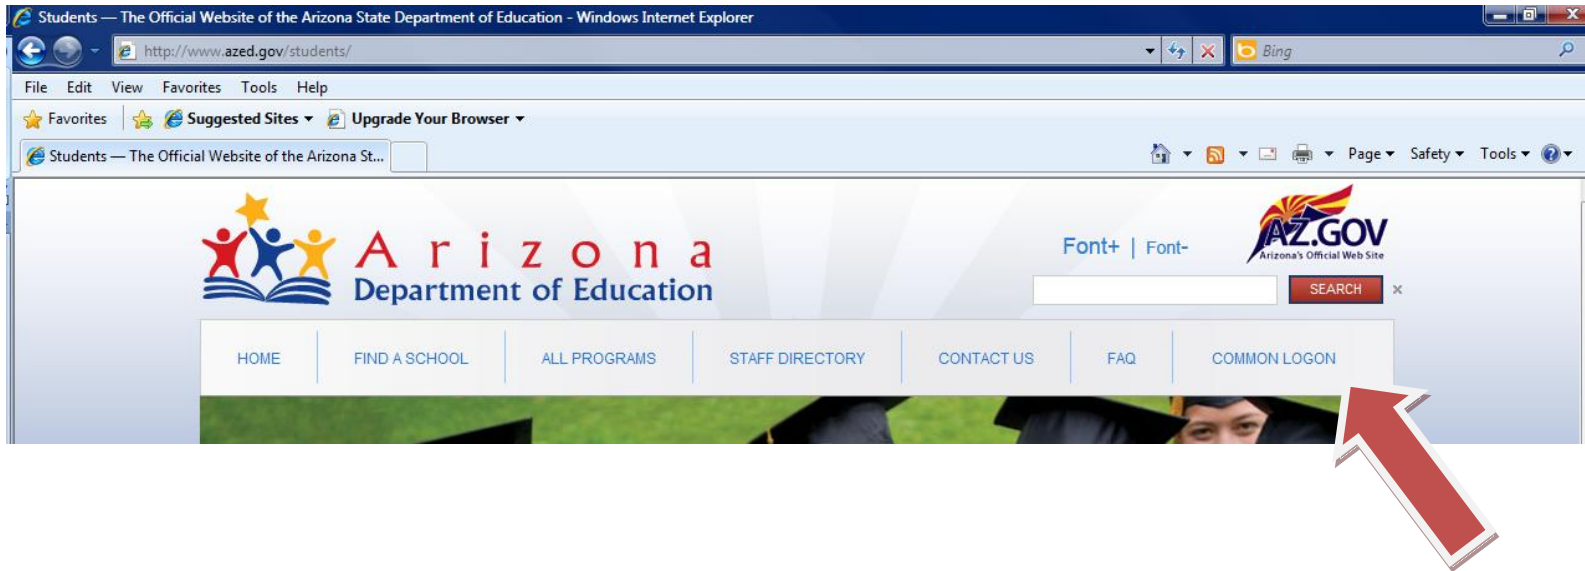 Students — The Official Website of the Arizona State Department of Education - Windows Internet Explorer
http://www.azed.gov/students/
Bing
File Edit View Favorites Tools Help
Favorites Suggested Sites Upgrade Your Browser
Students — The Official Website of the Arizona St...
Page Safety Tools
Arizona
Department of Education
Font+ | Font-
AZ.GOV
Arizona's Official Web Site
SEARCH
HOME FIND A SCHOOL ALL PROGRAMS STAFF DIRECTORY CONTACT US FAQ COMMON LOGON